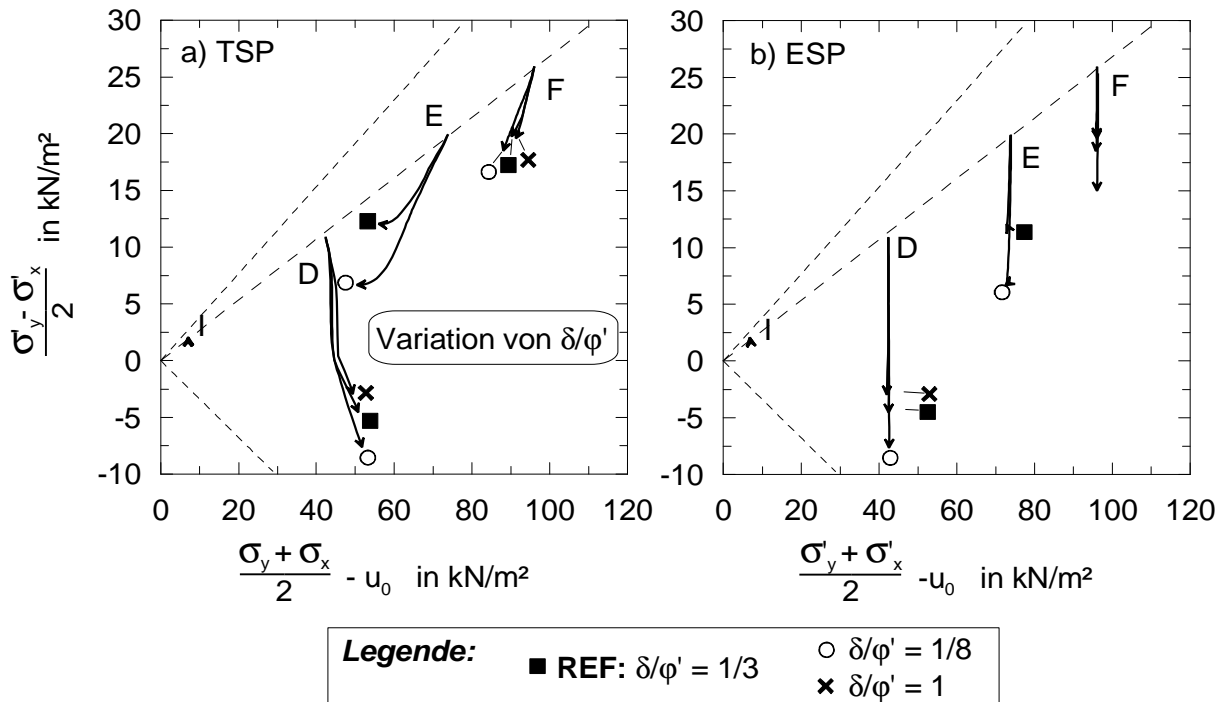 a) TSP
b) ESP
30
25
20
15
10
5
0
-5
-10
σ'y - σ'x
2
in kN/m²
F
E
D
I
Variation von δ/φ'
0 20 40 60 80 100 120
σy + σx
2
- u₀ in kN/m²
30
25
20
15
10
5
0
-5
-10
F
E
D
I
0 20 40 60 80 100 120
σ'y + σ'x
2
-u₀ in kN/m²
Legende:
REF: δ/φ' = 1/3
δ/φ' = 1/8
δ/φ' = 1